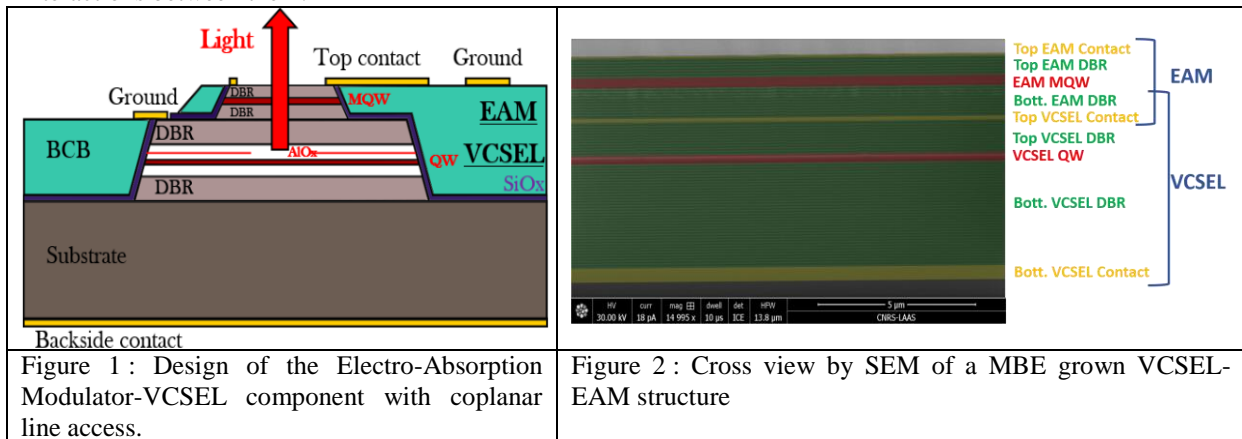 Light
Top contact
Ground
Ground
DBR
MQW
DBR
EAM
DBR
BCB
AlOx
QW
VCSEL
DBR
SiOx
Substrate
Backside contact
Top EAM Contact
Top EAM DBR
EAM MQW
EAM
Bott. EAM DBR
Top VCSEL Contact
Top VCSEL DBR
VCSEL QW
VCSEL
Bott. VCSEL DBR
Bott. VCSEL Contact
HV curr mag dwell det HFW 5 µm
30.00 kV 18 pA 14 995 x 10 µs ICE 13.8 µm CNRS-LAAS
Figure 1 : Design of the Electro-Absorption
Modulator-VCSEL component with coplanar
line access.
Figure 2 : Cross view by SEM of a MBE grown VCSEL-
EAM structure